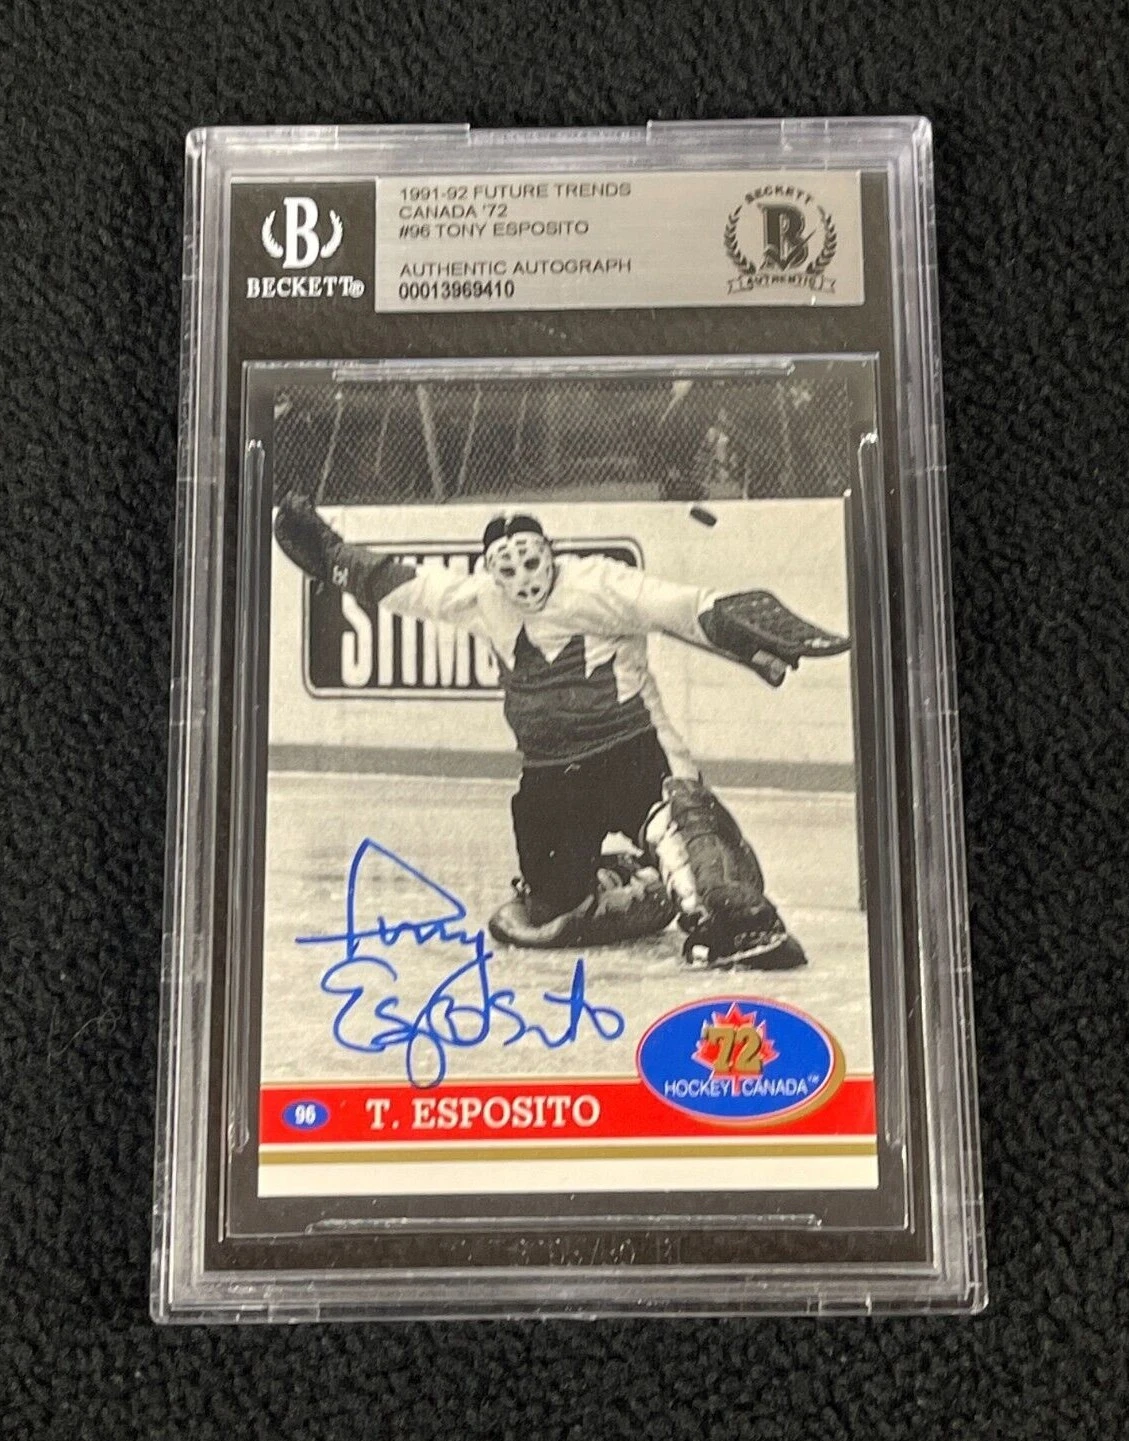 B
BECKETT®
1991-92 FUTURE TRENDS
CANADA '72
#96 TONY ESPOSITO
AUTHENTIC AUTOGRAPH
00013969410
BECKETT
B
AUTHENTIC
Tony
Esposito
'72
HOCKEY CANADA™
96
T. ESPOSITO